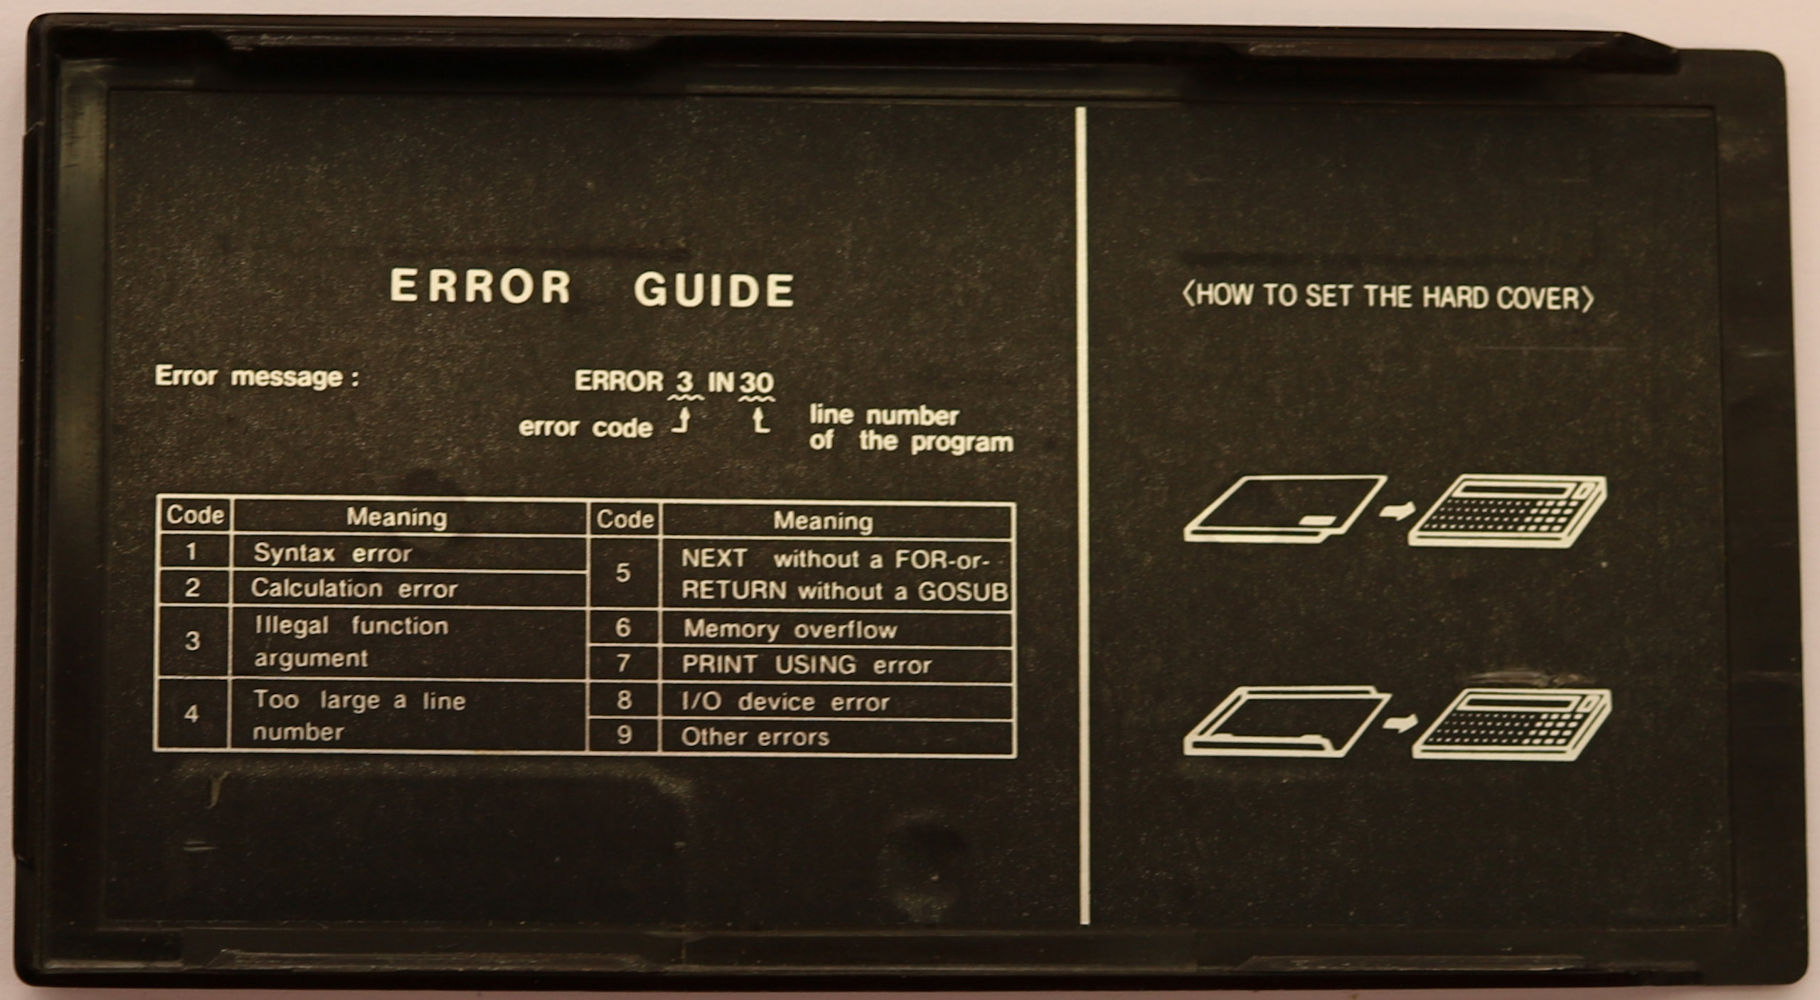 ERROR GUIDE
Error message :
ERROR 3 IN 30
error code
line number
of the program
Code Meaning
1 Syntax error
2 Calculation error
3 Illegal function
argument
4 Too large a line
number
Code Meaning
5 NEXT without a FOR-or-
RETURN without a GOSUB
6 Memory overflow
7 PRINT USING error
8 I/O device error
9 Other errors
〈HOW TO SET THE HARD COVER〉